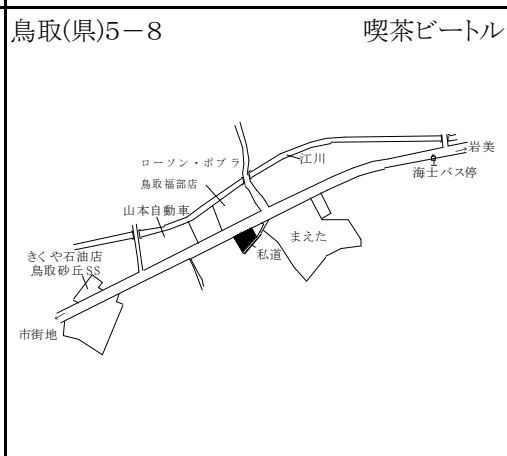 鳥取(県)5－8
喫茶ビートル
ローソン・ポプラ
鳥取福部店
江川
岩美
海士バス停
山本自動車
まえた
私道
きくや石油店
鳥取砂丘SS
市街地